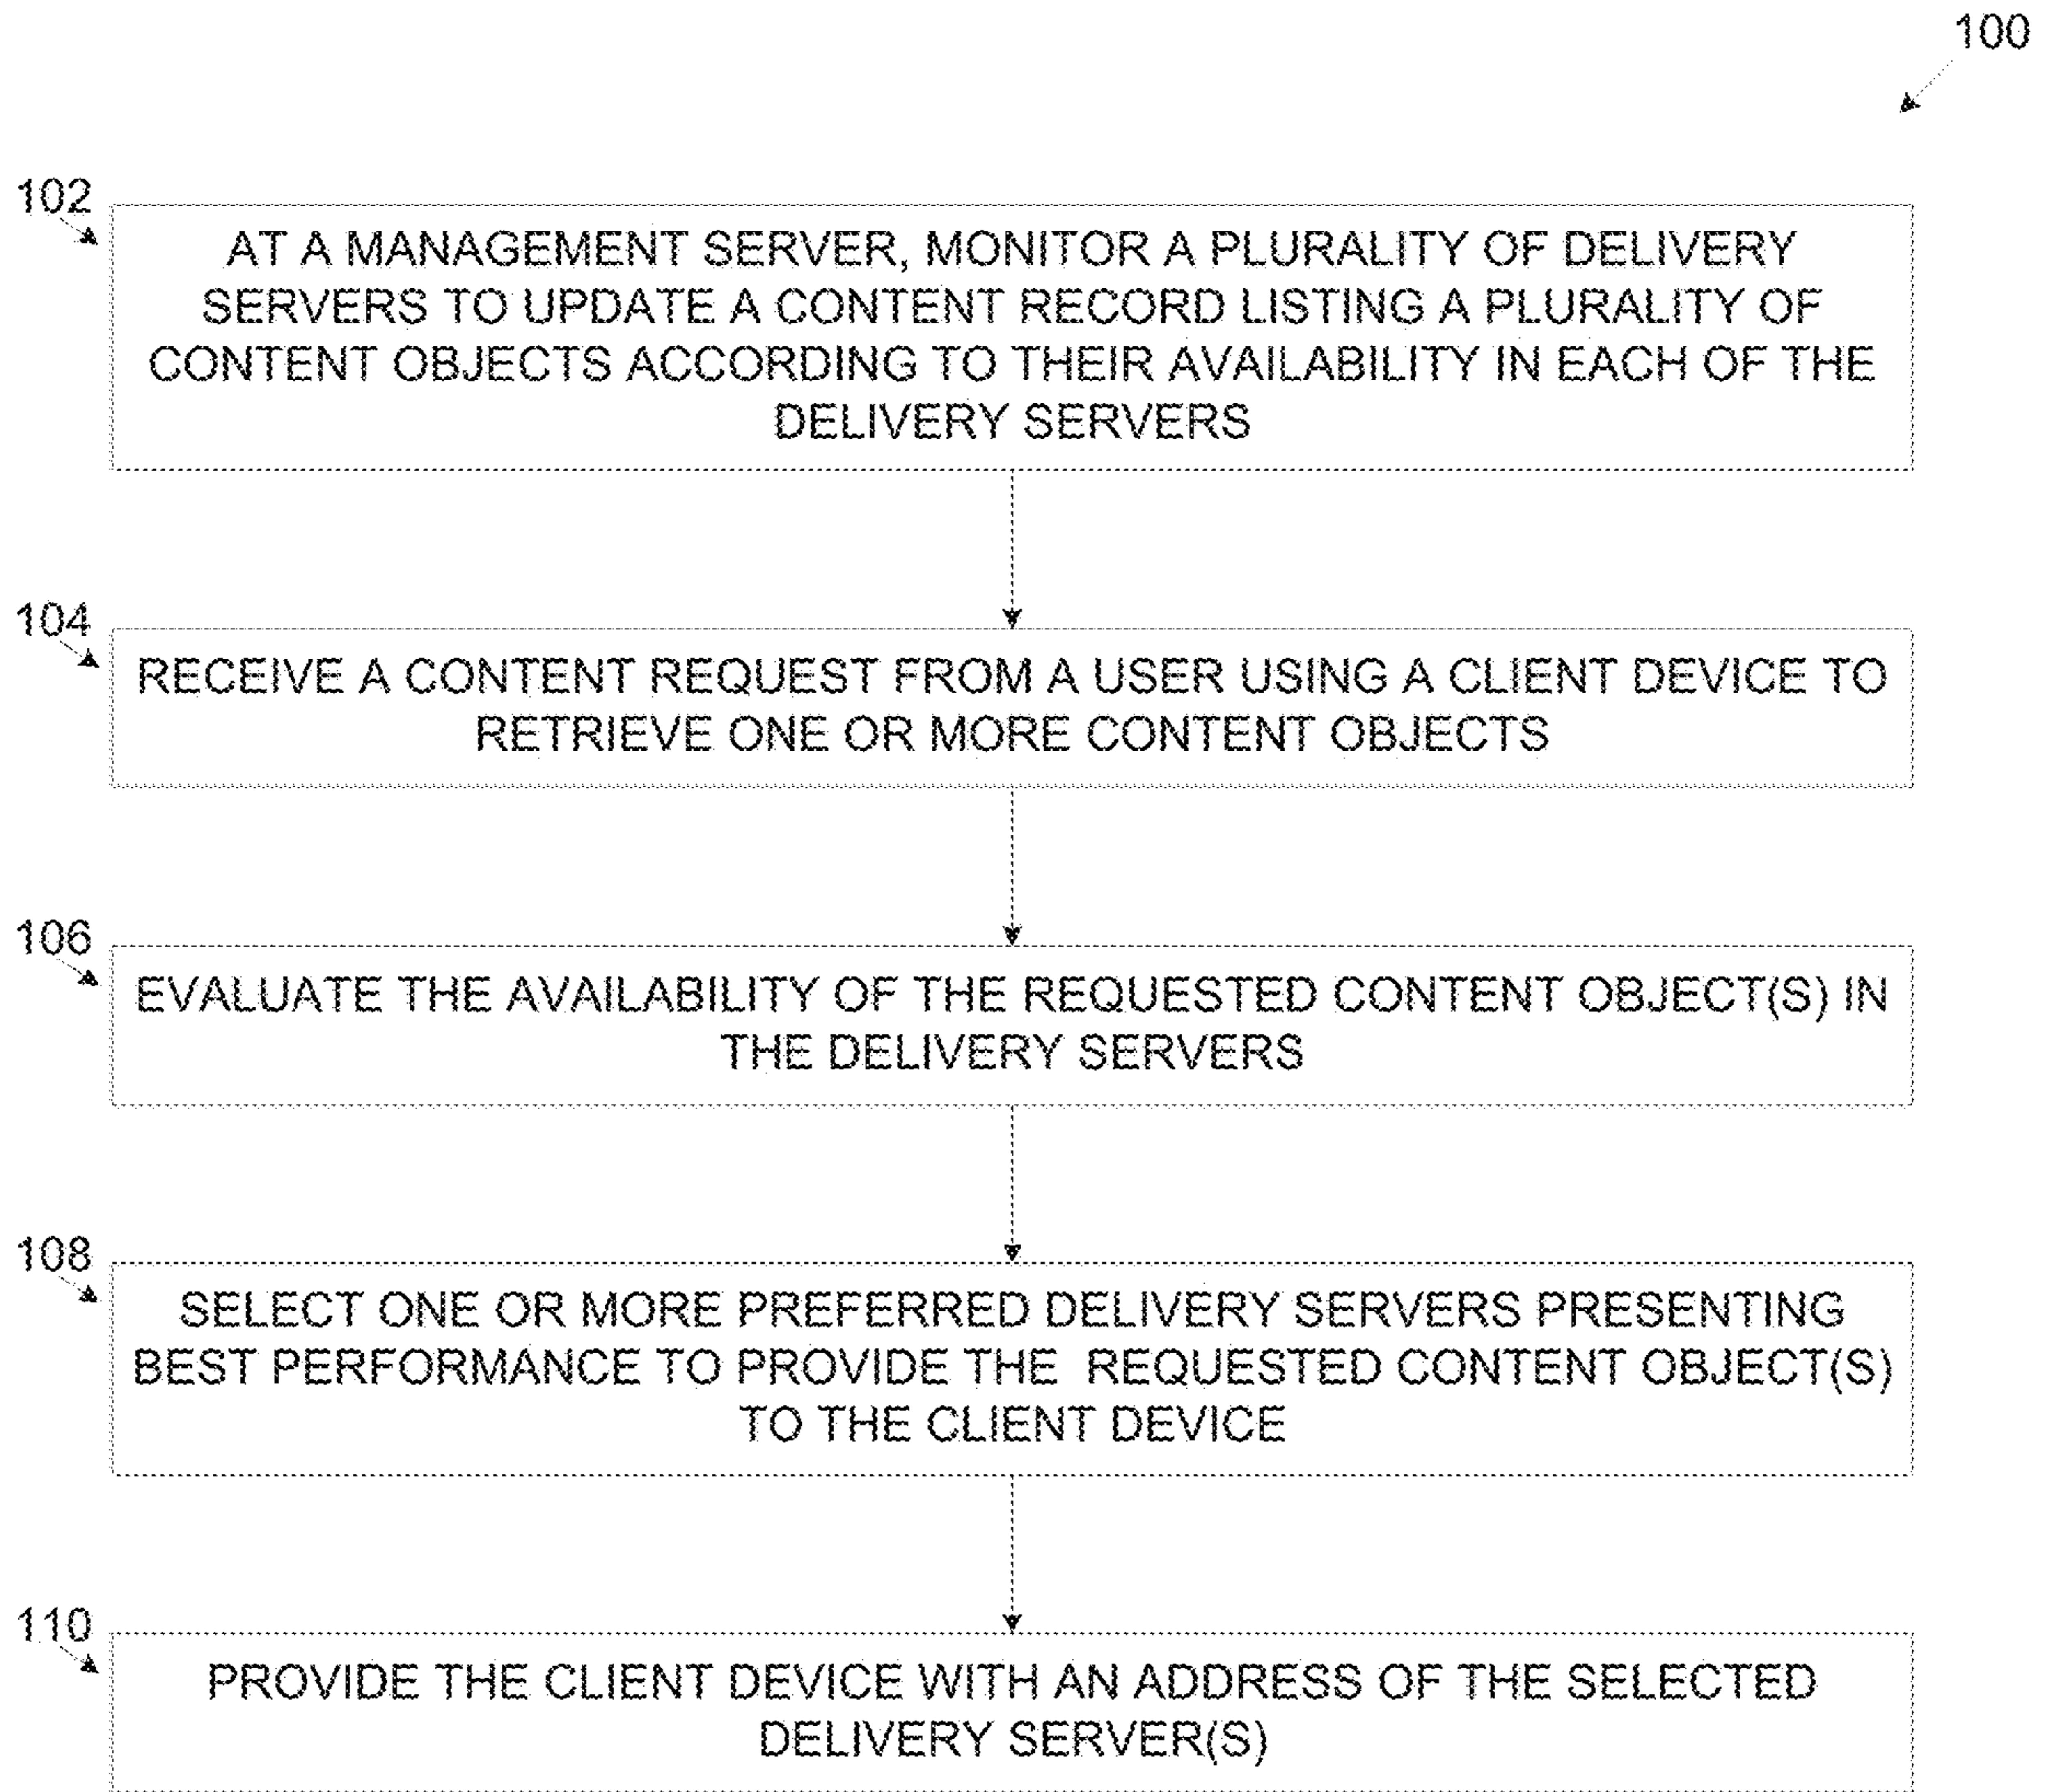 100
102
AT A MANAGEMENT SERVER, MONITOR A PLURALITY OF DELIVERY
SERVERS TO UPDATE A CONTENT RECORD LISTING A PLURALITY OF
CONTENT OBJECTS ACCORDING TO THEIR AVAILABILITY IN EACH OF THE
DELIVERY SERVERS
104
RECEIVE A CONTENT REQUEST FROM A USER USING A CLIENT DEVICE TO
RETRIEVE ONE OR MORE CONTENT OBJECTS
106
EVALUATE THE AVAILABILITY OF THE REQUESTED CONTENT OBJECT(S) IN
THE DELIVERY SERVERS
108
SELECT ONE OR MORE PREFERRED DELIVERY SERVERS PRESENTING
BEST PERFORMANCE TO PROVIDE THE REQUESTED CONTENT OBJECT(S)
TO THE CLIENT DEVICE
110
PROVIDE THE CLIENT DEVICE WITH AN ADDRESS OF THE SELECTED
DELIVERY SERVER(S)